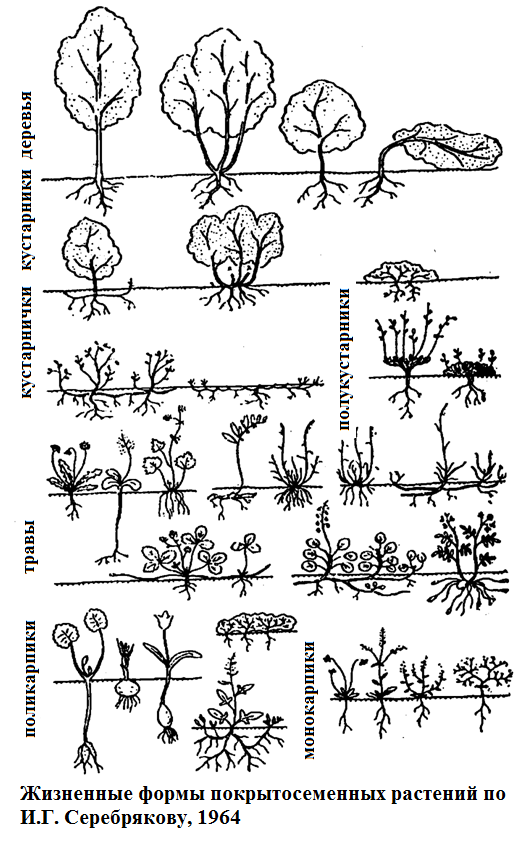 деревья
кустарники
кустарнички
полукустарники
травы
поликарпики
монокарпики
Жизненные формы покрытосеменных растений по
И.Г. Серебрякову, 1964